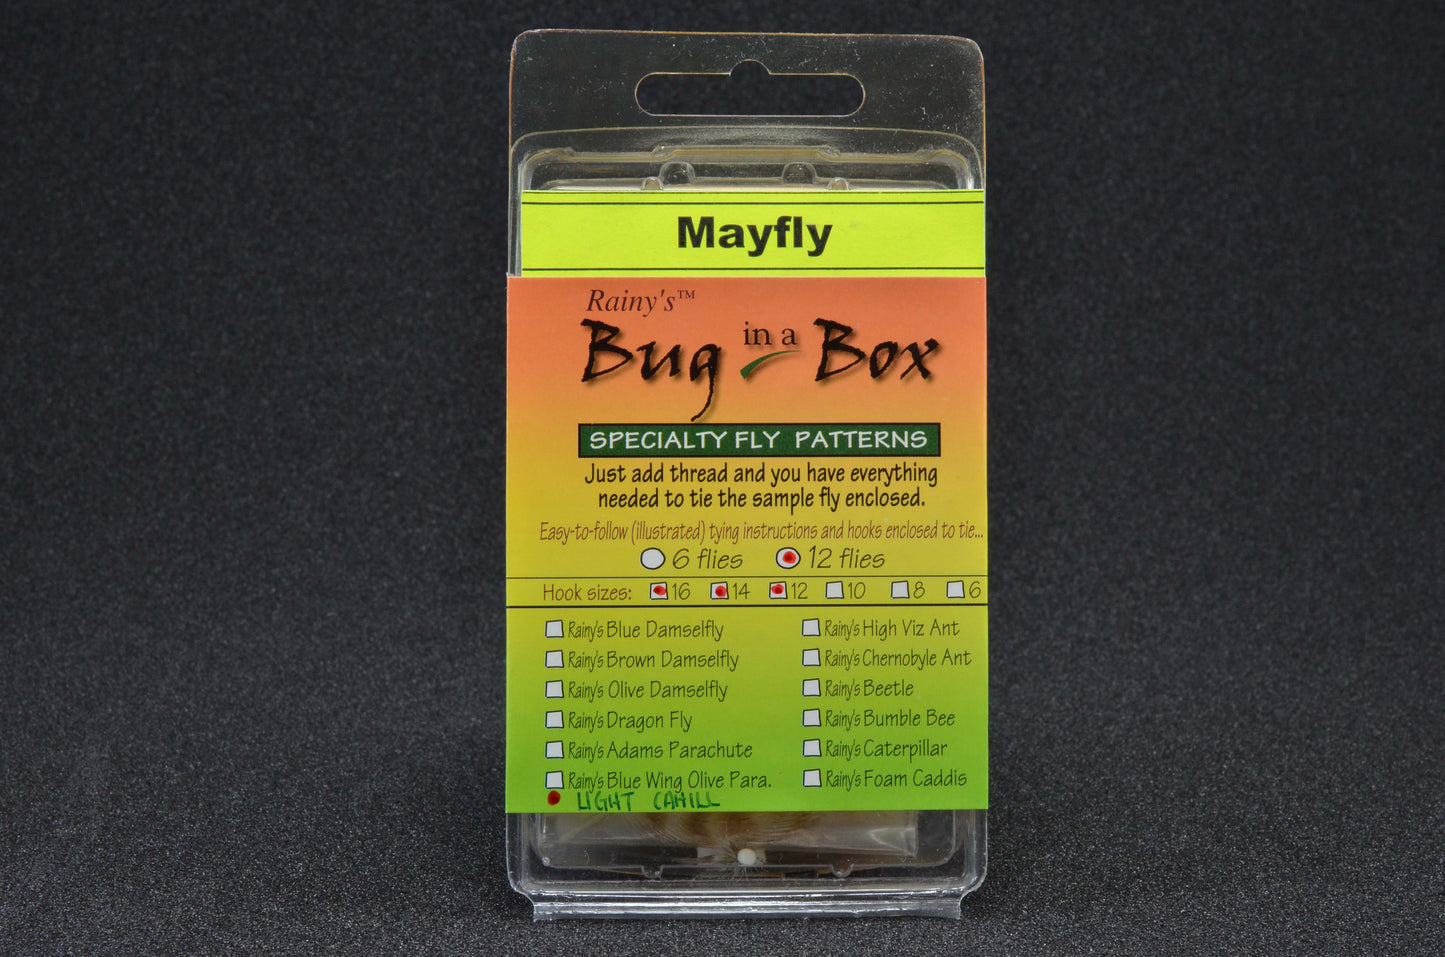 Mayfly
Rainy's™
Bug in a Box
SPECIALTY FLY PATTERNS
Just add thread and you have everything
needed to tie the sample fly enclosed.
Easy-to-follow (illustrated) tying instructions and hooks enclosed to tie...
6 flies 12 flies
Hook sizes: 16 14 12 10 8 6
Rainy's Blue Damselfly
Rainy's Brown Damselfly
Rainy's Olive Damselfly
Rainy's Dragon Fly
Rainy's Adams Parachute
Rainy's Blue Wing Olive Para.
LIGHT CAHILL
Rainy's High Viz Ant
Rainy's Chernobyle Ant
Rainy's Beetle
Rainy's Bumble Bee
Rainy's Caterpillar
Rainy's Foam Caddis